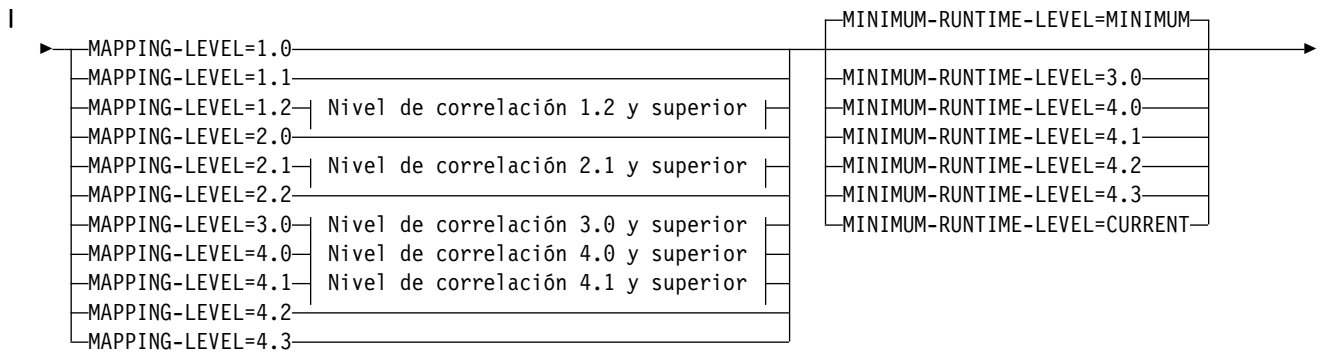 MINIMUM-RUNTIME-LEVEL=MINIMUM
MAPPING-LEVEL=1.0
MAPPING-LEVEL=1.1
MINIMUM-RUNTIME-LEVEL=3.0
MAPPING-LEVEL=1.2 Nivel de correlación 1.2 y superior
MINIMUM-RUNTIME-LEVEL=4.0
MAPPING-LEVEL=2.0
MINIMUM-RUNTIME-LEVEL=4.1
MAPPING-LEVEL=2.1 Nivel de correlación 2.1 y superior
MINIMUM-RUNTIME-LEVEL=4.2
MAPPING-LEVEL=2.2
MINIMUM-RUNTIME-LEVEL=4.3
MAPPING-LEVEL=3.0 Nivel de correlación 3.0 y superior
MINIMUM-RUNTIME-LEVEL=CURRENT
MAPPING-LEVEL=4.0 Nivel de correlación 4.0 y superior
MAPPING-LEVEL=4.1 Nivel de correlación 4.1 y superior
MAPPING-LEVEL=4.2
MAPPING-LEVEL=4.3